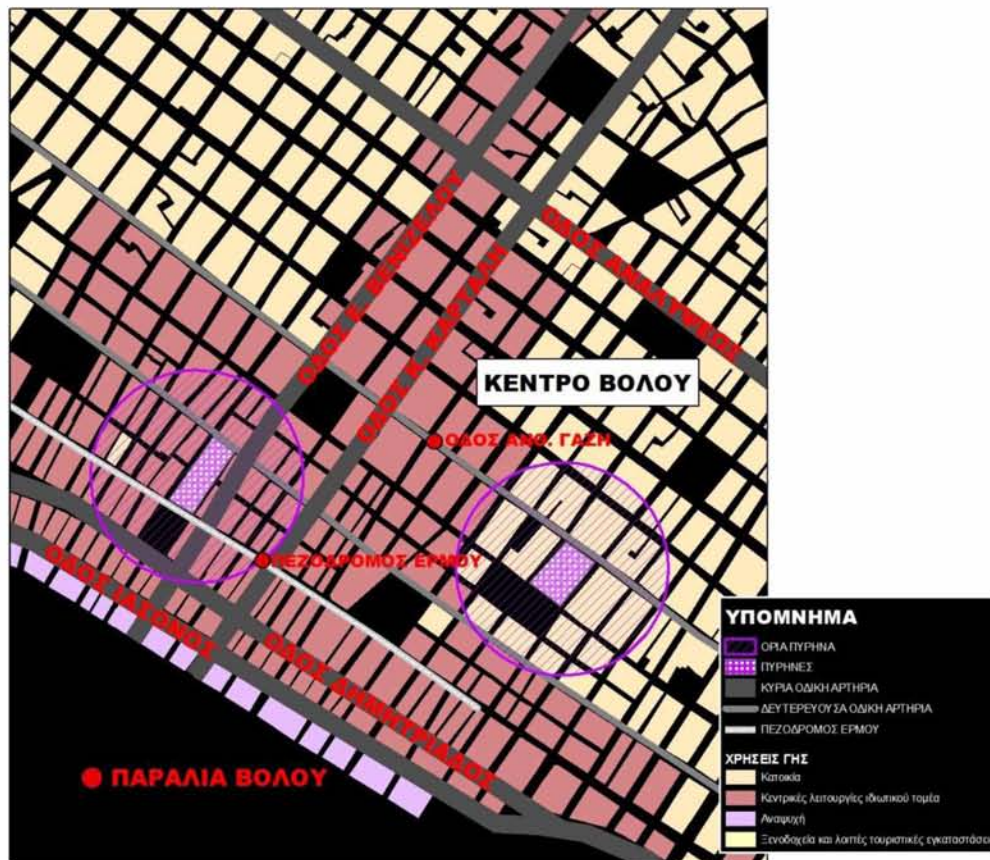 ΟΔΟΣ Κ. ΒΕΝΙΖΕΛΟΥ
ΟΔΟΣ Κ. ΚΑΡΤΑΛΗ
ΟΔΟΣ ΑΝΑΛΥΨΕΩΣ
ΚΕΝΤΡΟ ΒΟΛΟΥ
ΟΔΟΣ ΑΝΘ. ΓΑΖΗ
ΠΕΖΟΔΡΟΜΟΣ ΕΡΜΟΥ
ΟΔΟΣ ΙΑΣΟΝΟΣ
ΟΔΟΣ ΔΗΜΗΤΡΙΑΔΟΣ
ΠΑΡΑΛΙΑ ΒΟΛΟΥ
ΥΠΟΜΝΗΜΑ
ΟΡΙΑ ΠΥΡΗΝΑ
ΠΥΡΗΝΕΣ
ΚΥΡΙΑ ΟΔΙΚΗ ΑΡΤΗΡΙΑ
ΔΕΥΤΕΡΕΥΟΥΣΑ ΟΔΙΚΗ ΑΡΤΗΡΙΑ
ΠΕΖΟΔΡΟΜΟΣ ΕΡΜΟΥ
ΧΡΗΣΕΙΣ ΓΗΣ
Κατοικία
Κεντρικές λειτουργίες ιδιωτικού τομέα
Αναψυχή
Ξενοδοχεία και λοιπές τουριστικές εγκαταστάσει